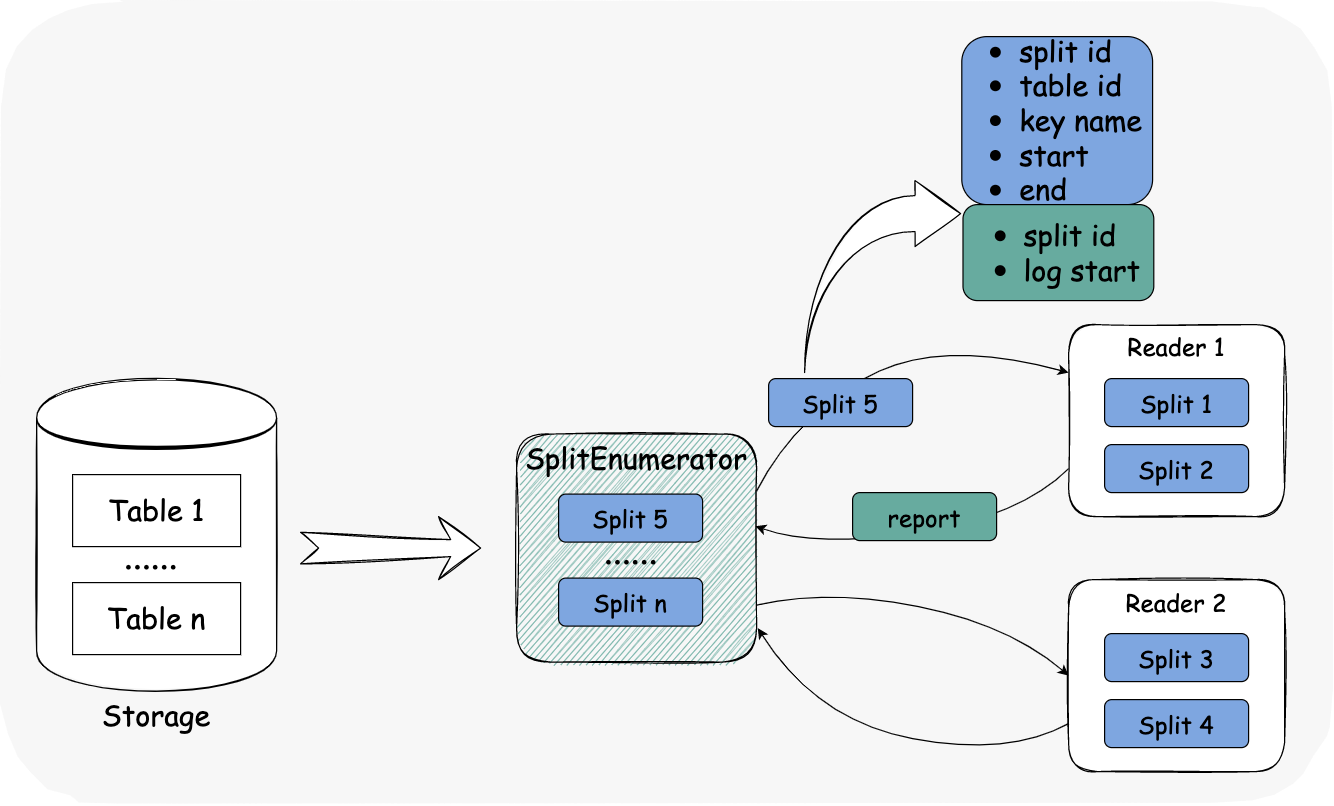 • split id
• table id
• key name
• start
• end
• split id
• log start
Reader 1
Split 1
Split 2
Split 5
report
SplitEnumerator
Split 5
......
Split n
Table 1
......
Table n
Storage
Reader 2
Split 3
Split 4